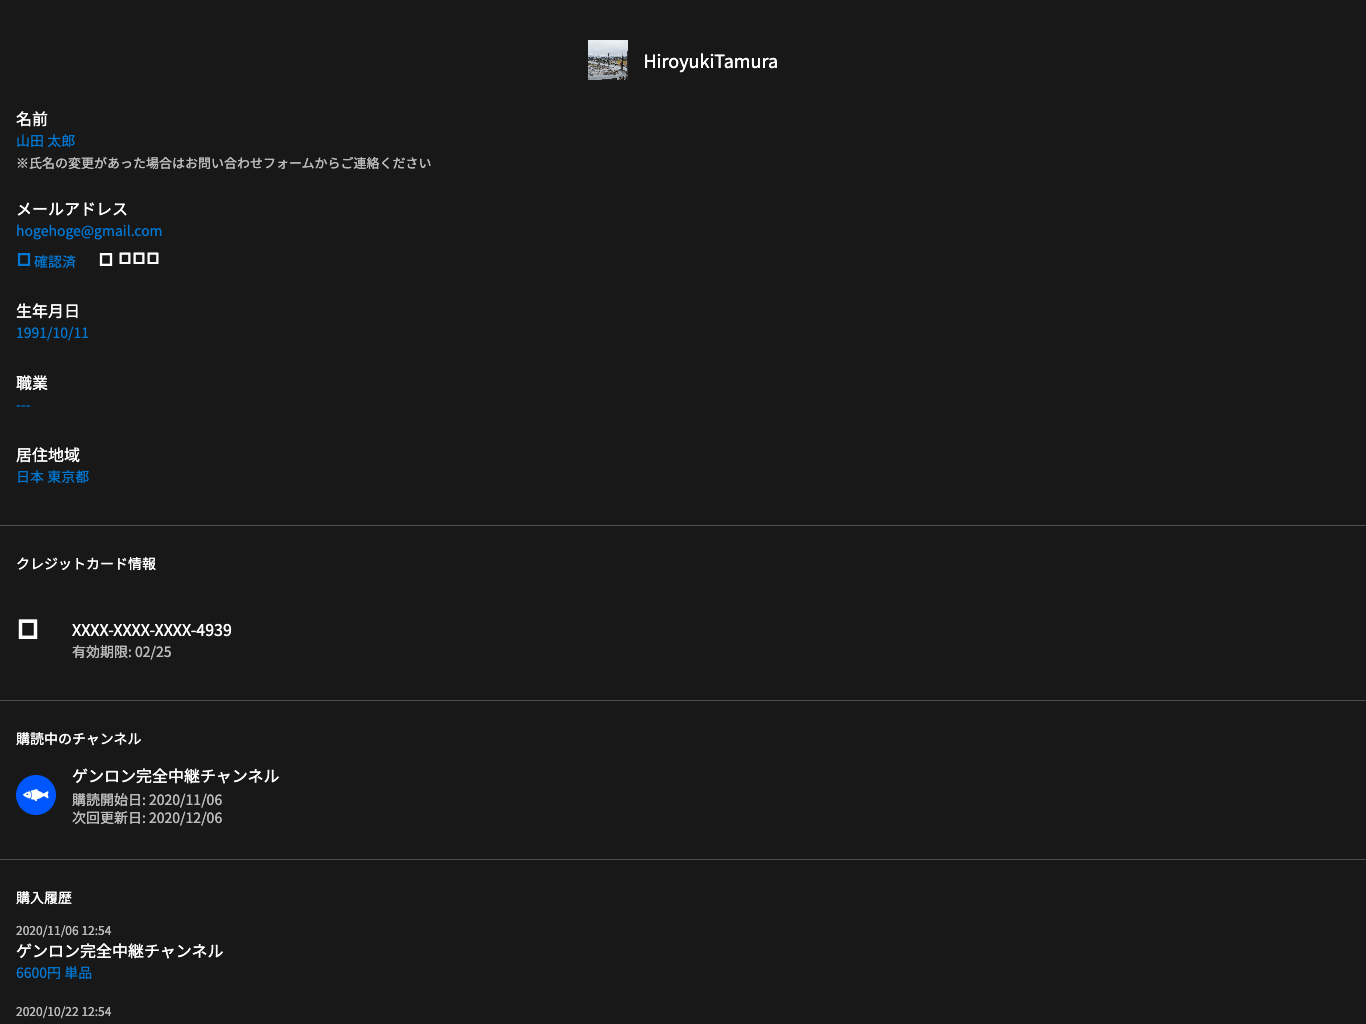 HiroyukiTamura
名前
山田 太郎
※氏名の変更があった場合はお問い合わせフォームからご連絡ください
メールアドレス
hogehoge@gmail.com
確認済
生年月日
1991/10/11
職業
---
居住地域
日本 東京都
クレジットカード情報
XXXX-XXXX-XXXX-4939
有効期限: 02/25
購読中のチャンネル
ゲンロン完全中継チャンネル
購読開始日: 2020/11/06
次回更新日: 2020/12/06
購入履歴
2020/11/06 12:54
ゲンロン完全中継チャンネル
6600円 単品
2020/10/22 12:54